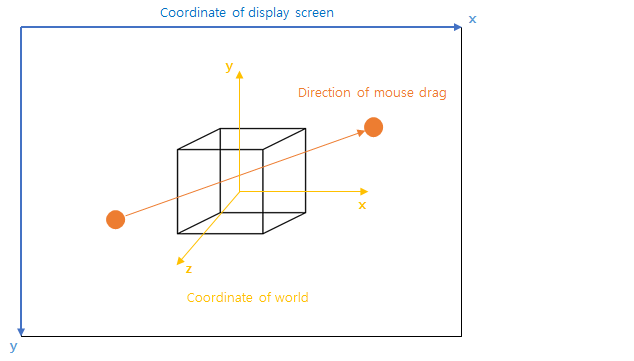 Coordinate of display screen
x
y
Direction of mouse drag
x
z
Coordinate of world
y